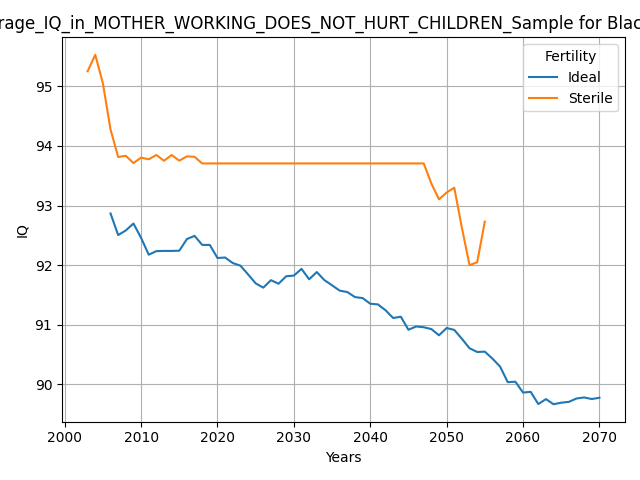 rage_IQ_in_MOTHER_WORKING_DOES_NOT_HURT_CHILDREN_Sample for Blac
Fertility
Ideal
Sterile
IQ
95
94
93
92
91
90
2000 2010 2020 2030 2040 2050 2060 2070
Years